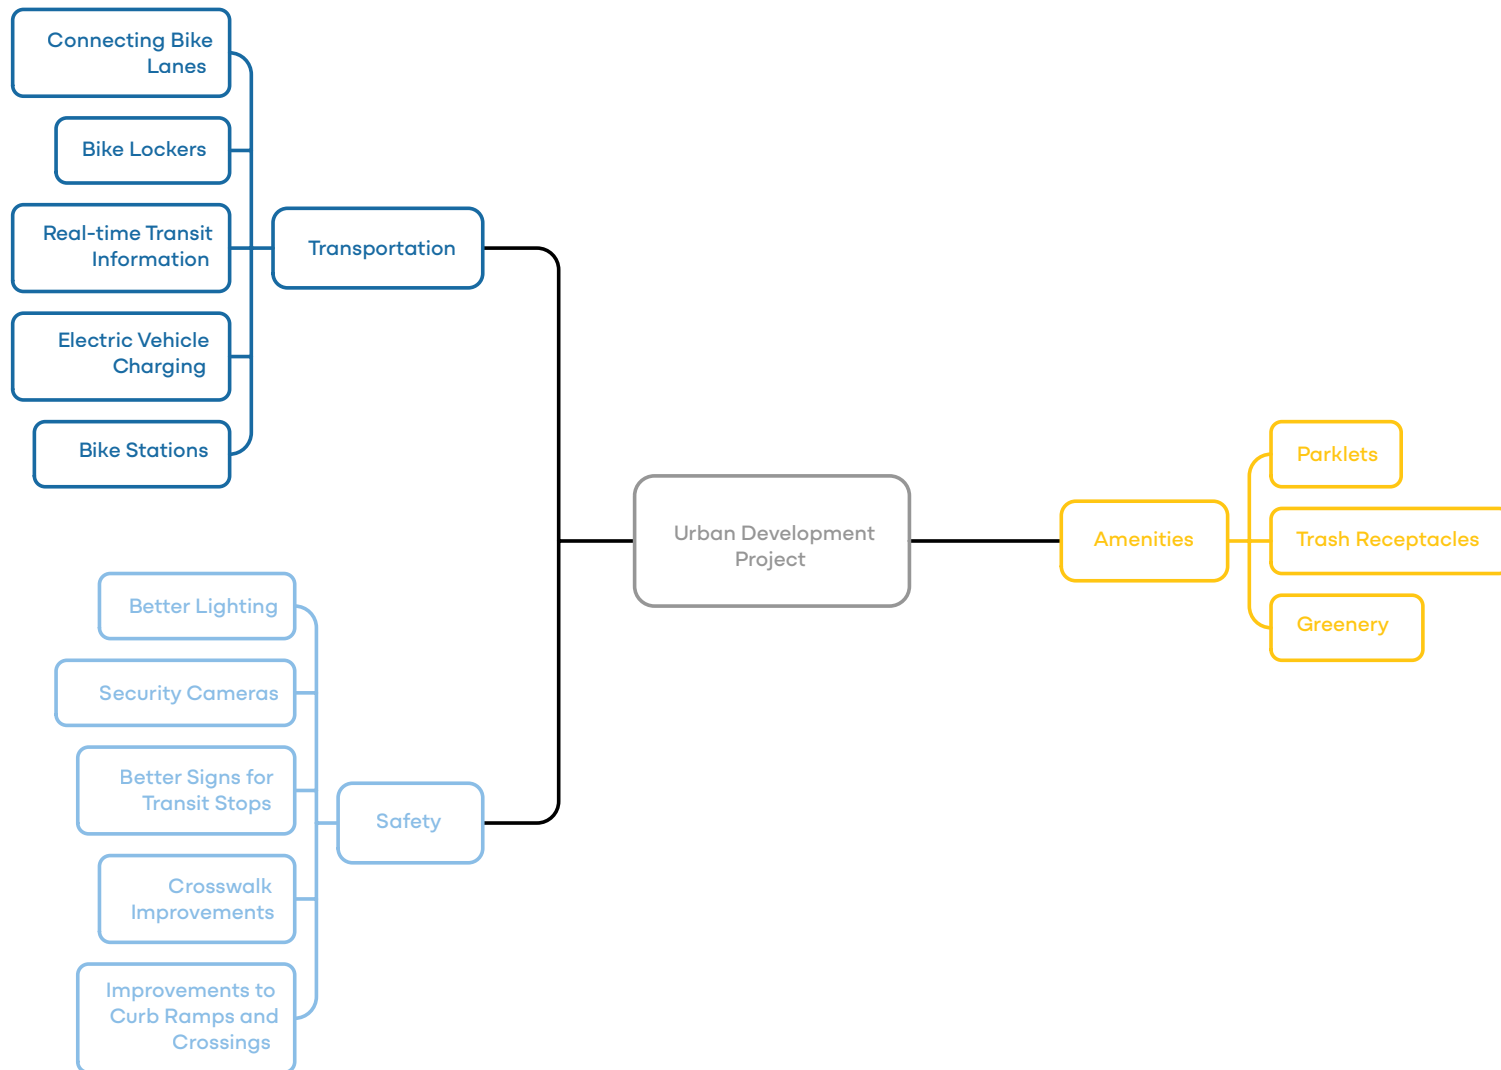 Connecting Bike
Lanes
Bike Lockers
Real-time Transit
Information
Electric Vehicle
Charging
Bike Stations
Transportation
Better Lighting
Security Cameras
Better Signs for
Transit Stops
Crosswalk
Improvements
Improvements to
Curb Ramps and
Crossings
Safety
Urban Development
Project
Amenities
Parklets
Trash Receptacles
Greenery